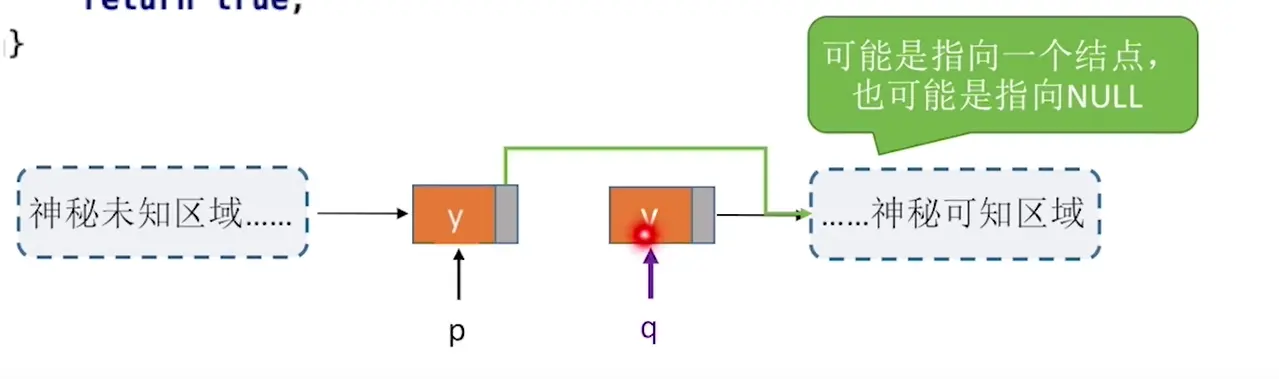 return true;
}
可能是指向一个结点，
也可能是指向NULL
神秘未知区域……
y
y
……神秘可知区域
p
q